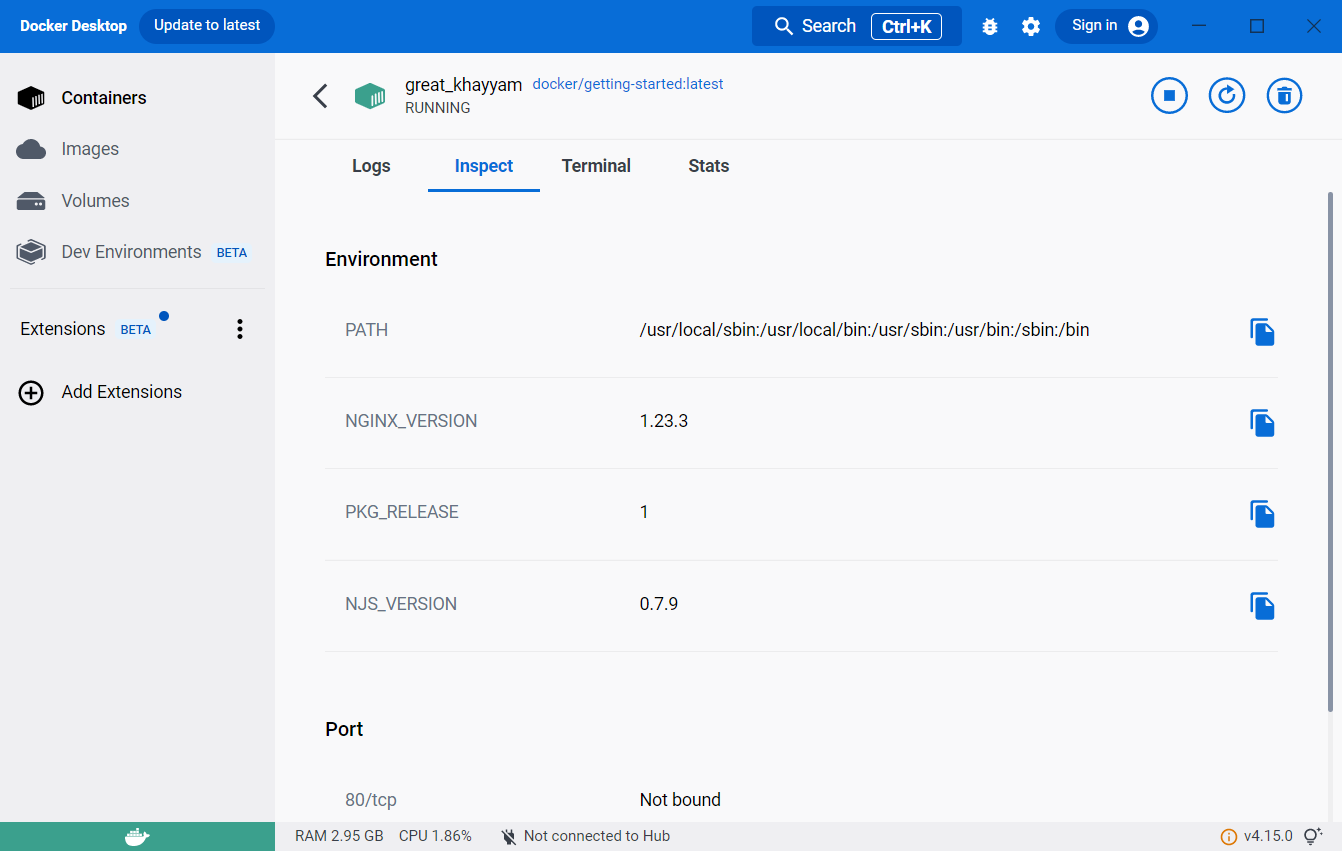 Docker Desktop Update to latest Search Ctrl+K Sign in
Containers
Images
Volumes
Dev Environments BETA
Extensions BETA
Add Extensions
great_khayyam docker/getting-started:latest
RUNNING
Logs Inspect Terminal Stats
Environment
PATH /usr/local/sbin:/usr/local/bin:/usr/sbin:/usr/bin:/sbin:/bin
NGINX_VERSION 1.23.3
PKG_RELEASE 1
NJS_VERSION 0.7.9
Port
80/tcp Not bound
RAM 2.95 GB CPU 1.86% Not connected to Hub v4.15.0